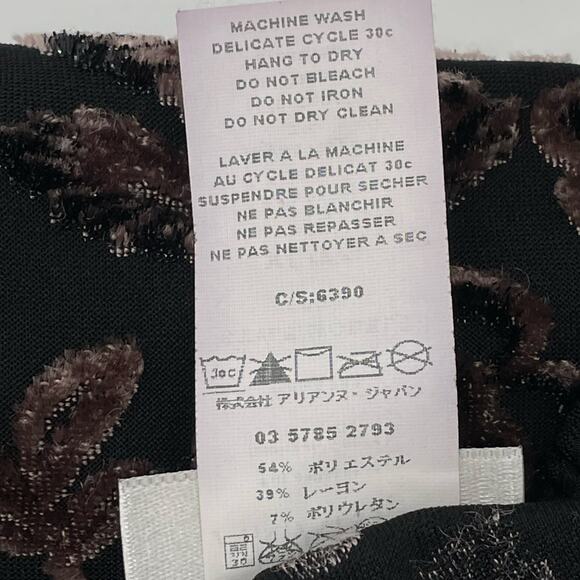 MACHINE WASH
DELICATE CYCLE 30c
HANG TO DRY
DO NOT BLEACH
DO NOT IRON
DO NOT DRY CLEAN
LAVER A LA MACHINE
AU CYCLE DELICAT 30c
SUSPENDRE POUR SECHER
NE PAS BLANCHIR
NE PAS REPASSER
NE PAS NETTOYER A SEC
C/S:6390
30c
株式会社 アリアンヌ・ジャパン
03 5785 2793
54% ポリエステル
39% レーヨン
7% ポリウレタン
30